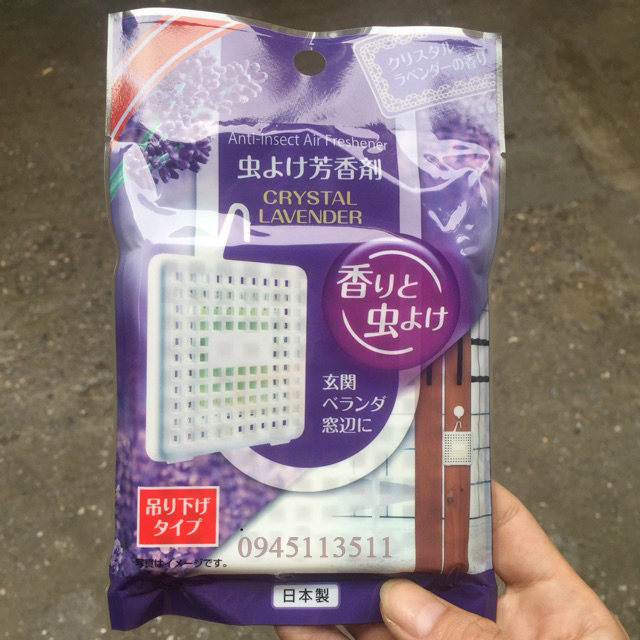 クリスタル
ラベンダーの香り
Anti-Insect Air Freshener
虫よけ芳香剤
CRYSTAL
LAVENDER
香りと
虫よけ
玄関
ベランダ
窓辺に
吊り下げ
タイプ
0945113511
写真はイメージです。
日本製